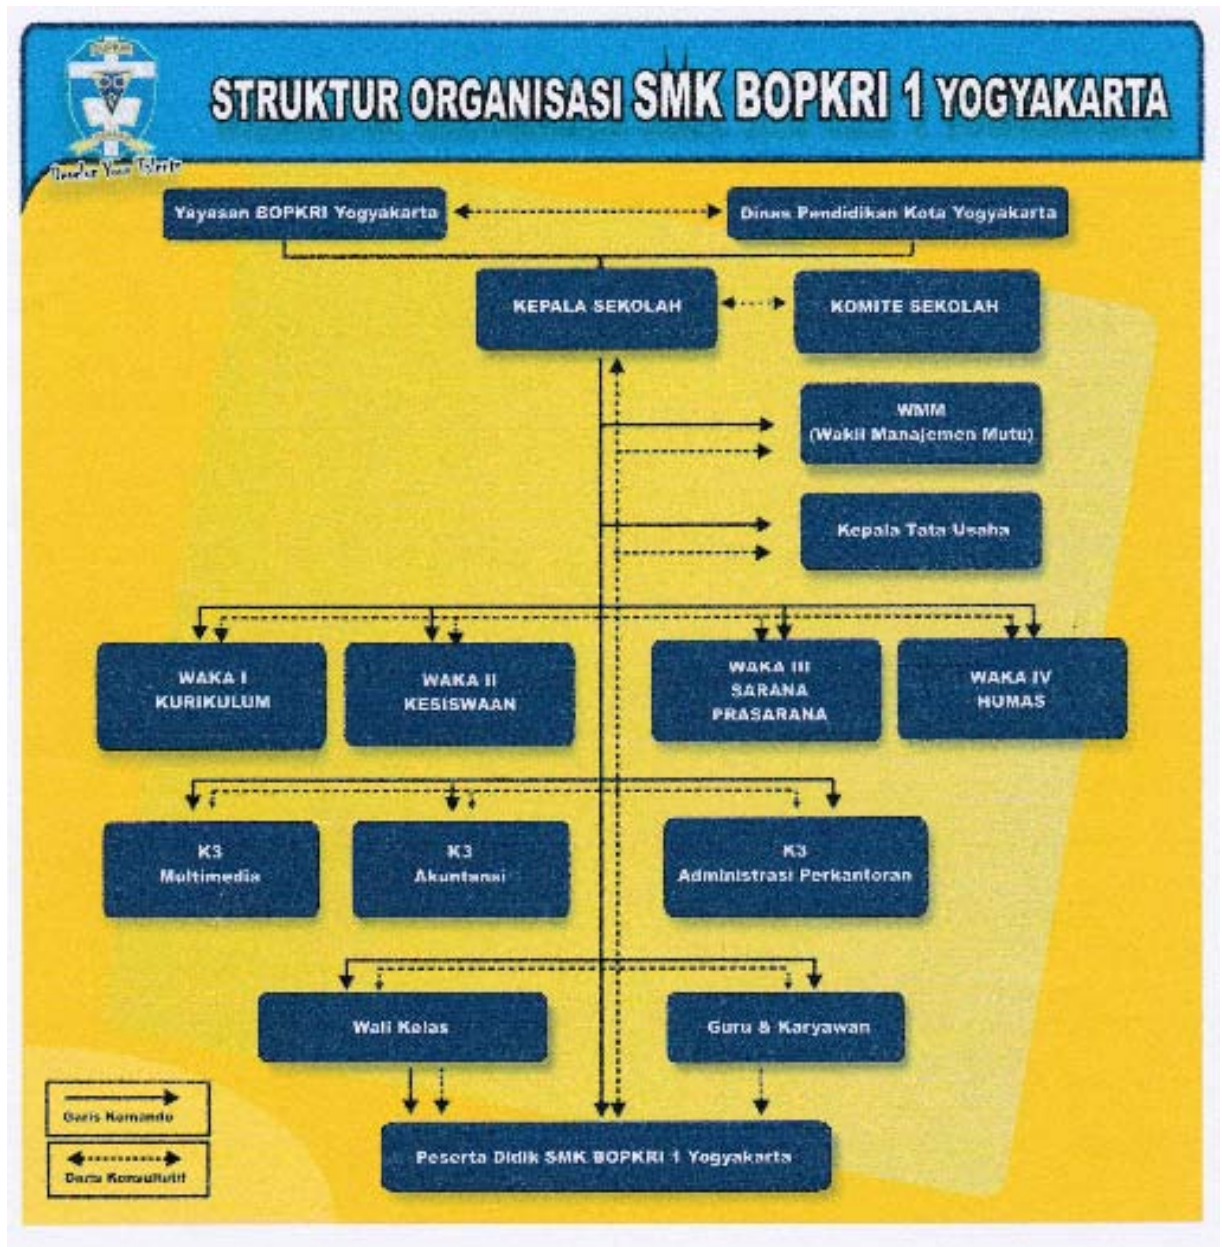 BOPKRI
STRUKTUR ORGANISASI SMK BOPKRI 1 YOGYAKARTA
Yayasan BOPKRI Yogyakarta
Dinas Pendidikan Kota Yogyakarta
KEPALA SEKOLAH
KOMITE SEKOLAH
WMM
(Wakil Manajemen Mutu)
Kepala Tata Usaha
WAKA I
KURIKULUM
WAKA II
KESISWAAN
WAKA III
SARANA
PRASARANA
WAKA IV
HUMAS
K3
Multimedia
K3
Akuntansi
K3
Administrasi Perkantoran
Wali Kelas
Guru & Karyawan
Garis Komando
Garis Konsultatif
Peserta Didik SMK BOPKRI 1 Yogyakarta